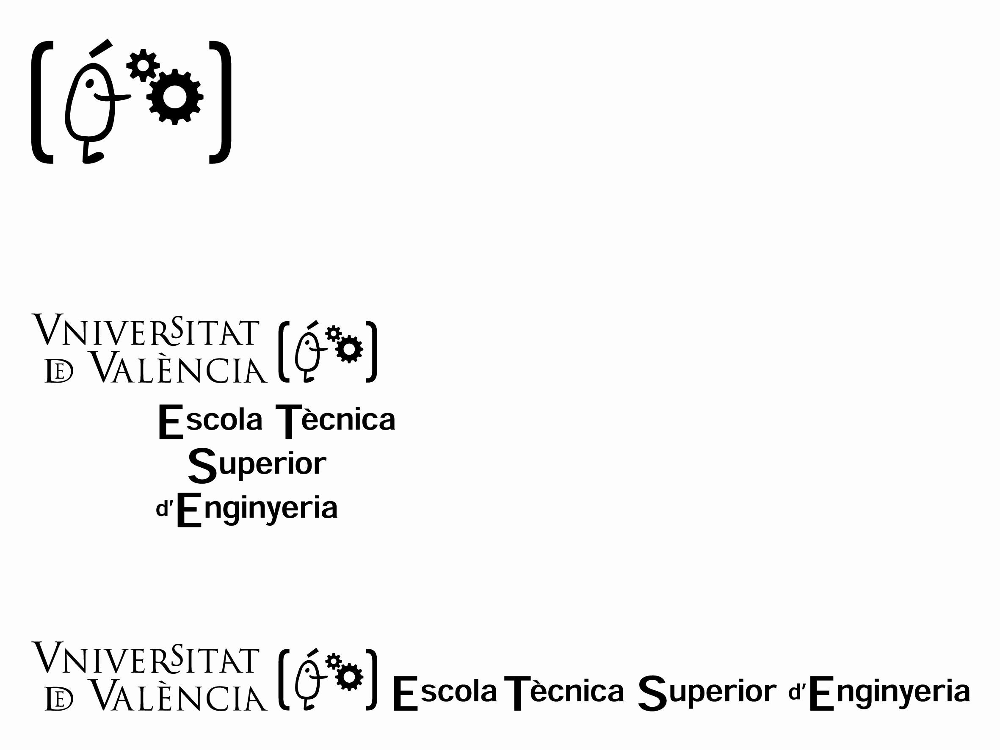 VNIVERSITAT
DE VALÈNCIA
Escola Tècnica
Superior
d'Enginyeria
VNIVERSITAT
DE VALÈNCIA
Escola Tècnica Superior d'Enginyeria